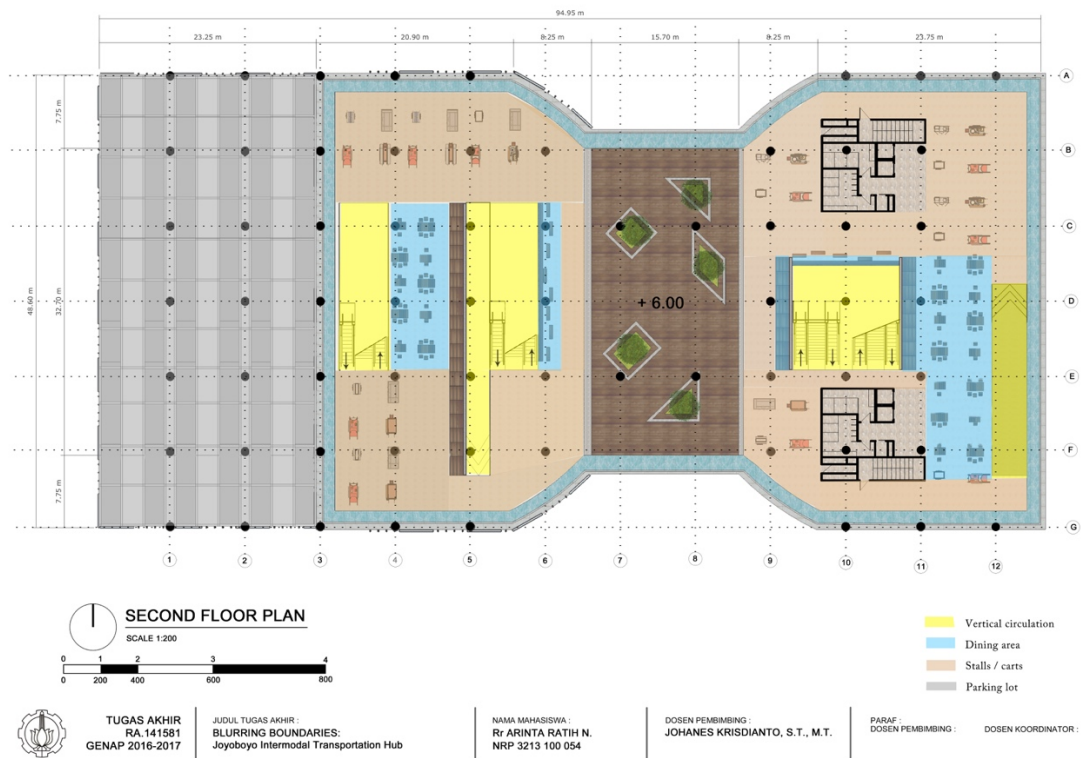 94.95 m
23.25 m
20.90 m
8.25 m
15.70 m
8.25 m
23.75 m
A
7.75 m
B
C
48.60 m
32.70 m
+ 6.00
D
E
F
7.75 m
G
1
2
3
4
5
6
7
8
9
10
11
12
SECOND FLOOR PLAN
SCALE 1:200
0 1 2 3 4
0 200 400 600 800
Vertical circulation
Dining area
Stalls / carts
Parking lot
TUGAS AKHIR
RA.141581
GENAP 2016-2017
JUDUL TUGAS AKHIR :
BLURRING BOUNDARIES:
Joyoboyo Intermodal Transportation Hub
NAMA MAHASISWA :
Rr ARINTA RATIH N.
NRP 3213 100 054
DOSEN PEMBIMBING :
JOHANES KRISDIANTO, S.T., M.T.
PARAF :
DOSEN PEMBIMBING : DOSEN KOORDINATOR :